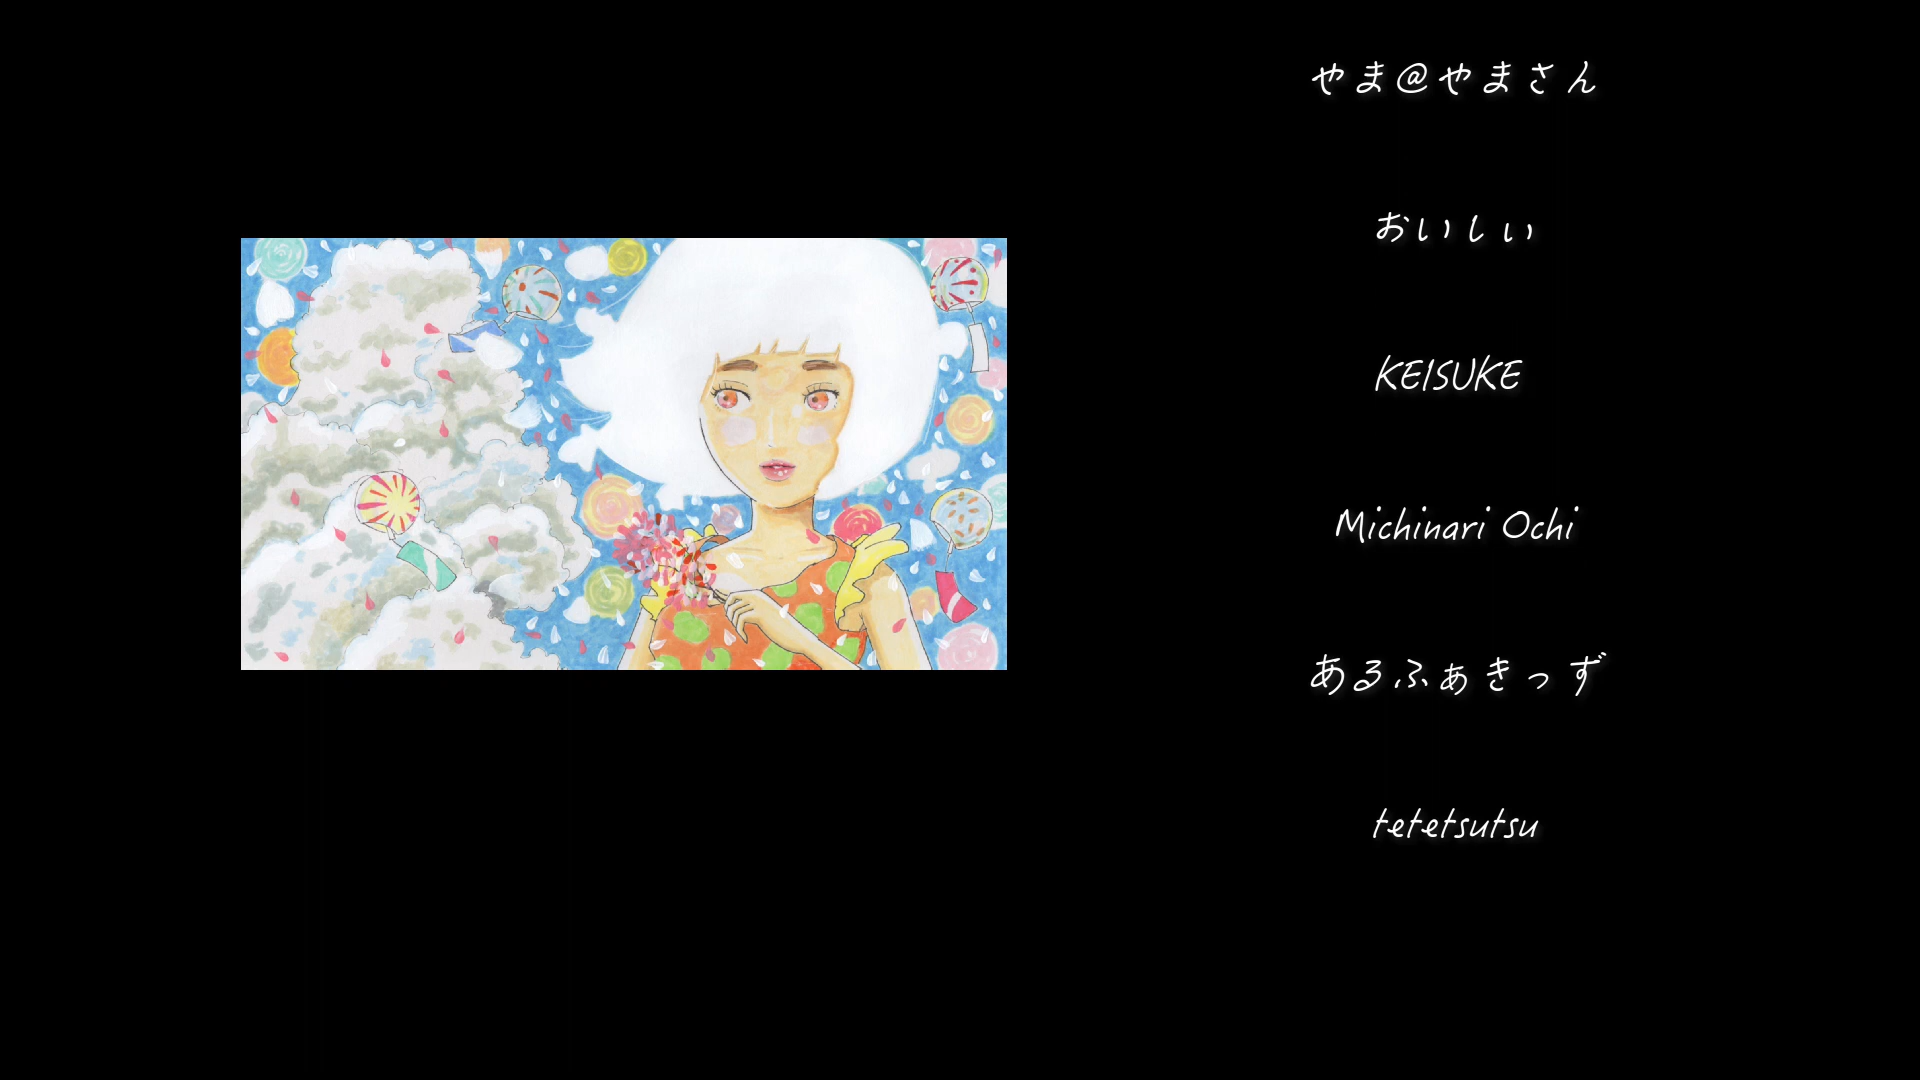 やま@やまさん
おいしい
KEISUKE
Michinari Ochi
あるふぁきっず
tetetsutsu